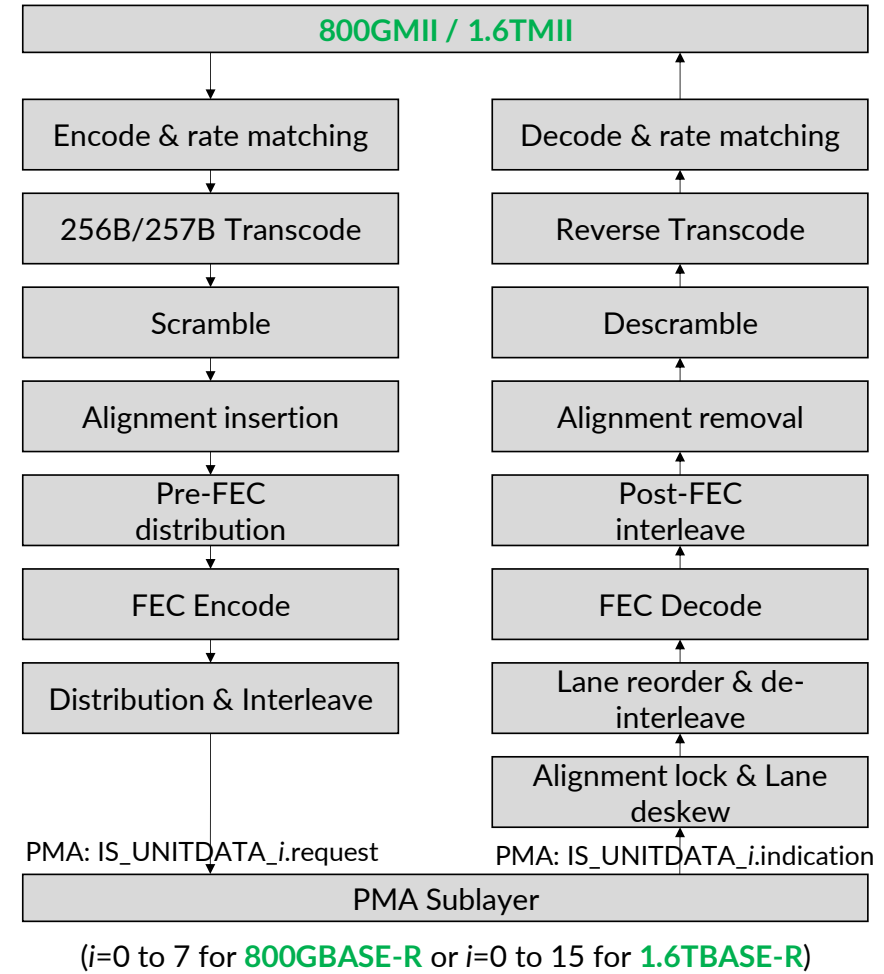 800GMII / 1.6TMII
Encode & rate matching
256B/257B Transcode
Scramble
Alignment insertion
Pre-FEC
distribution
FEC Encode
Distribution & Interleave
PMA: IS_UNITDATA_i.request
Decode & rate matching
Reverse Transcode
Descramble
Alignment removal
Post-FEC
interleave
FEC Decode
Lane reorder & de-
interleave
Alignment lock & Lane
deskew
PMA: IS_UNITDATA_i.indication
PMA Sublayer
(i=0 to 7 for 800GBASE-R or i=0 to 15 for 1.6TBASE-R)